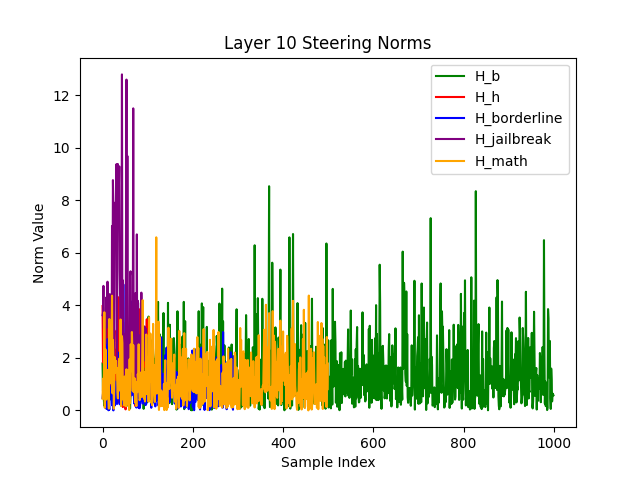 Layer 10 Steering Norms
Norm Value
12
10
8
6
4
2
0
H_b
H_h
H_borderline
H_jailbreak
H_math
0 200 400 600 800 1000
Sample Index